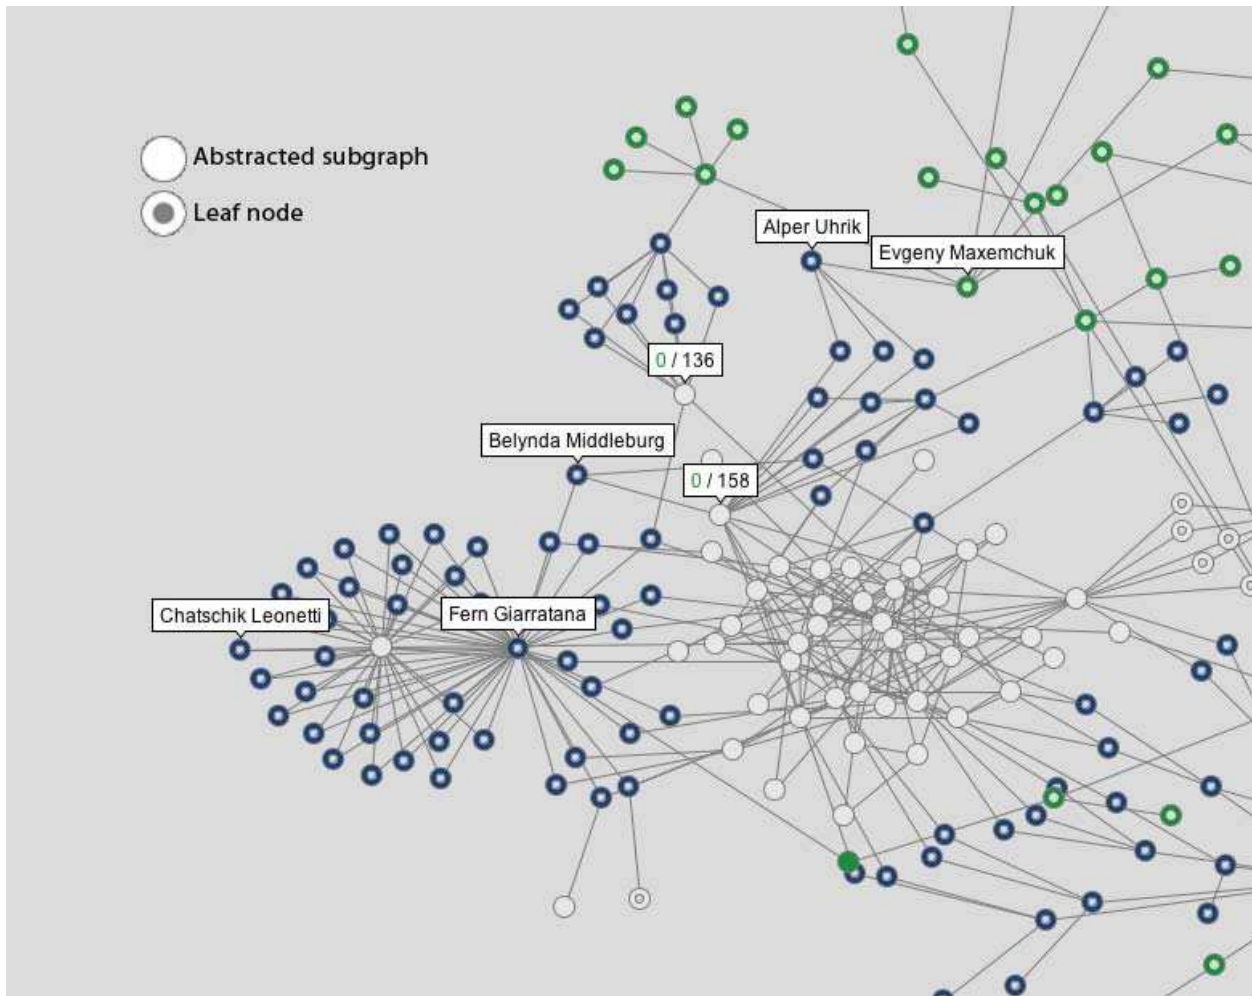 Abstracted subgraph
Leaf node
Alper Uhrik
Evgeny Maxemchuk
0 / 136
Belynda Middleburg
0 / 158
Chatschik Leonetti
Fern Giarratana